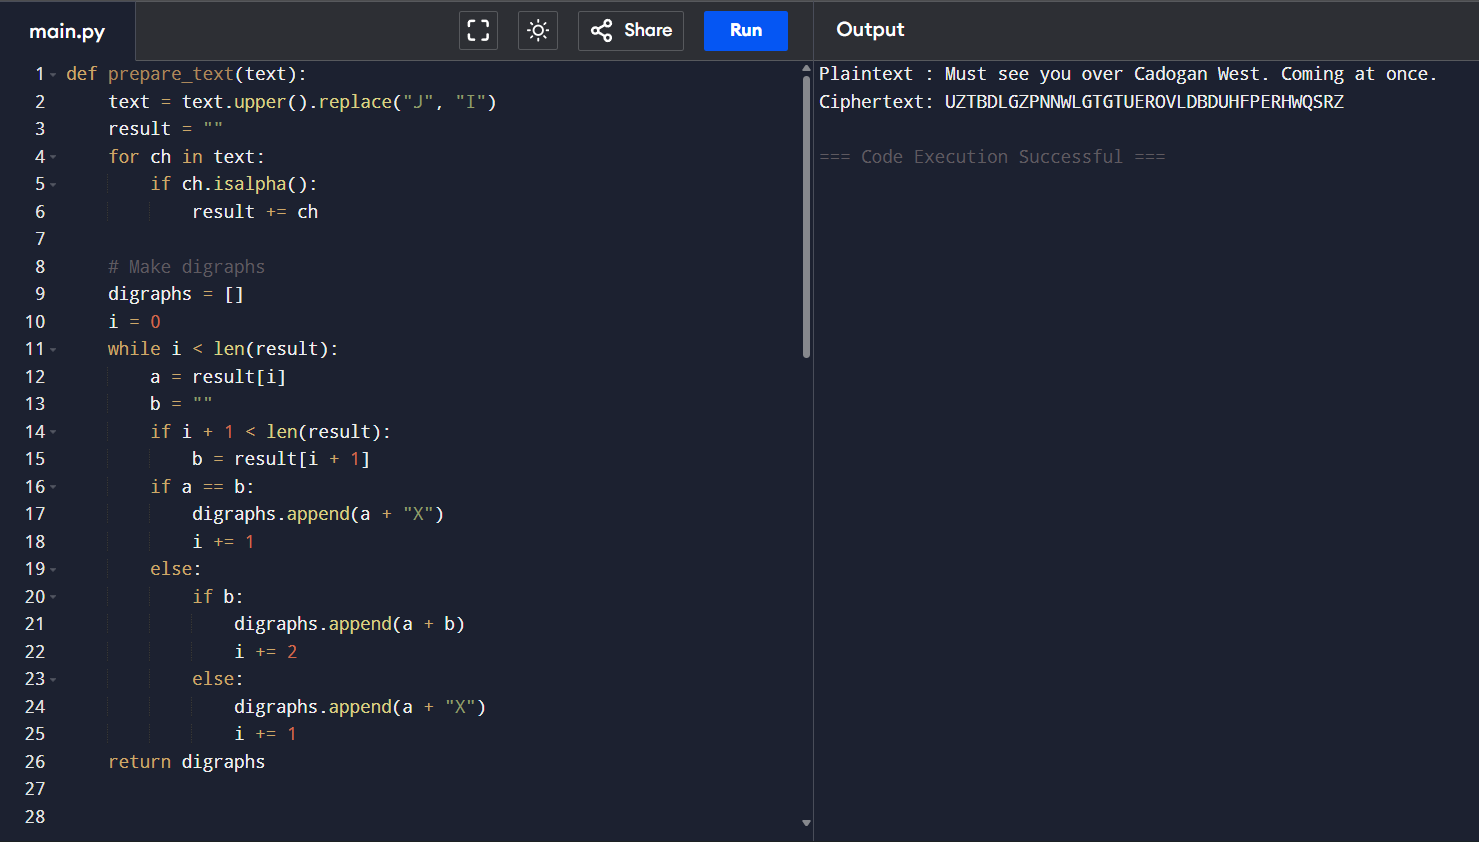 main.py
Share
Run
Output
1 def prepare_text(text):
2     text = text.upper().replace("J", "I")
3     result = ""
4     for ch in text:
5         if ch.isalpha():
6             result += ch
7
8     # Make digraphs
9     digraphs = []
10     i = 0
11     while i < len(result):
12         a = result[i]
13         b = ""
14         if i + 1 < len(result):
15             b = result[i + 1]
16         if a == b:
17             digraphs.append(a + "X")
18             i += 1
19         else:
20             if b:
21                 digraphs.append(a + b)
22                 i += 2
23             else:
24                 digraphs.append(a + "X")
25                 i += 1
26     return digraphs
27
28
Plaintext : Must see you over Cadogan West. Coming at once.
Ciphertext: UZTBDLGZPNNWLGTGTUEROVLDBDUHFPERHWQSRZ
=== Code Execution Successful ===